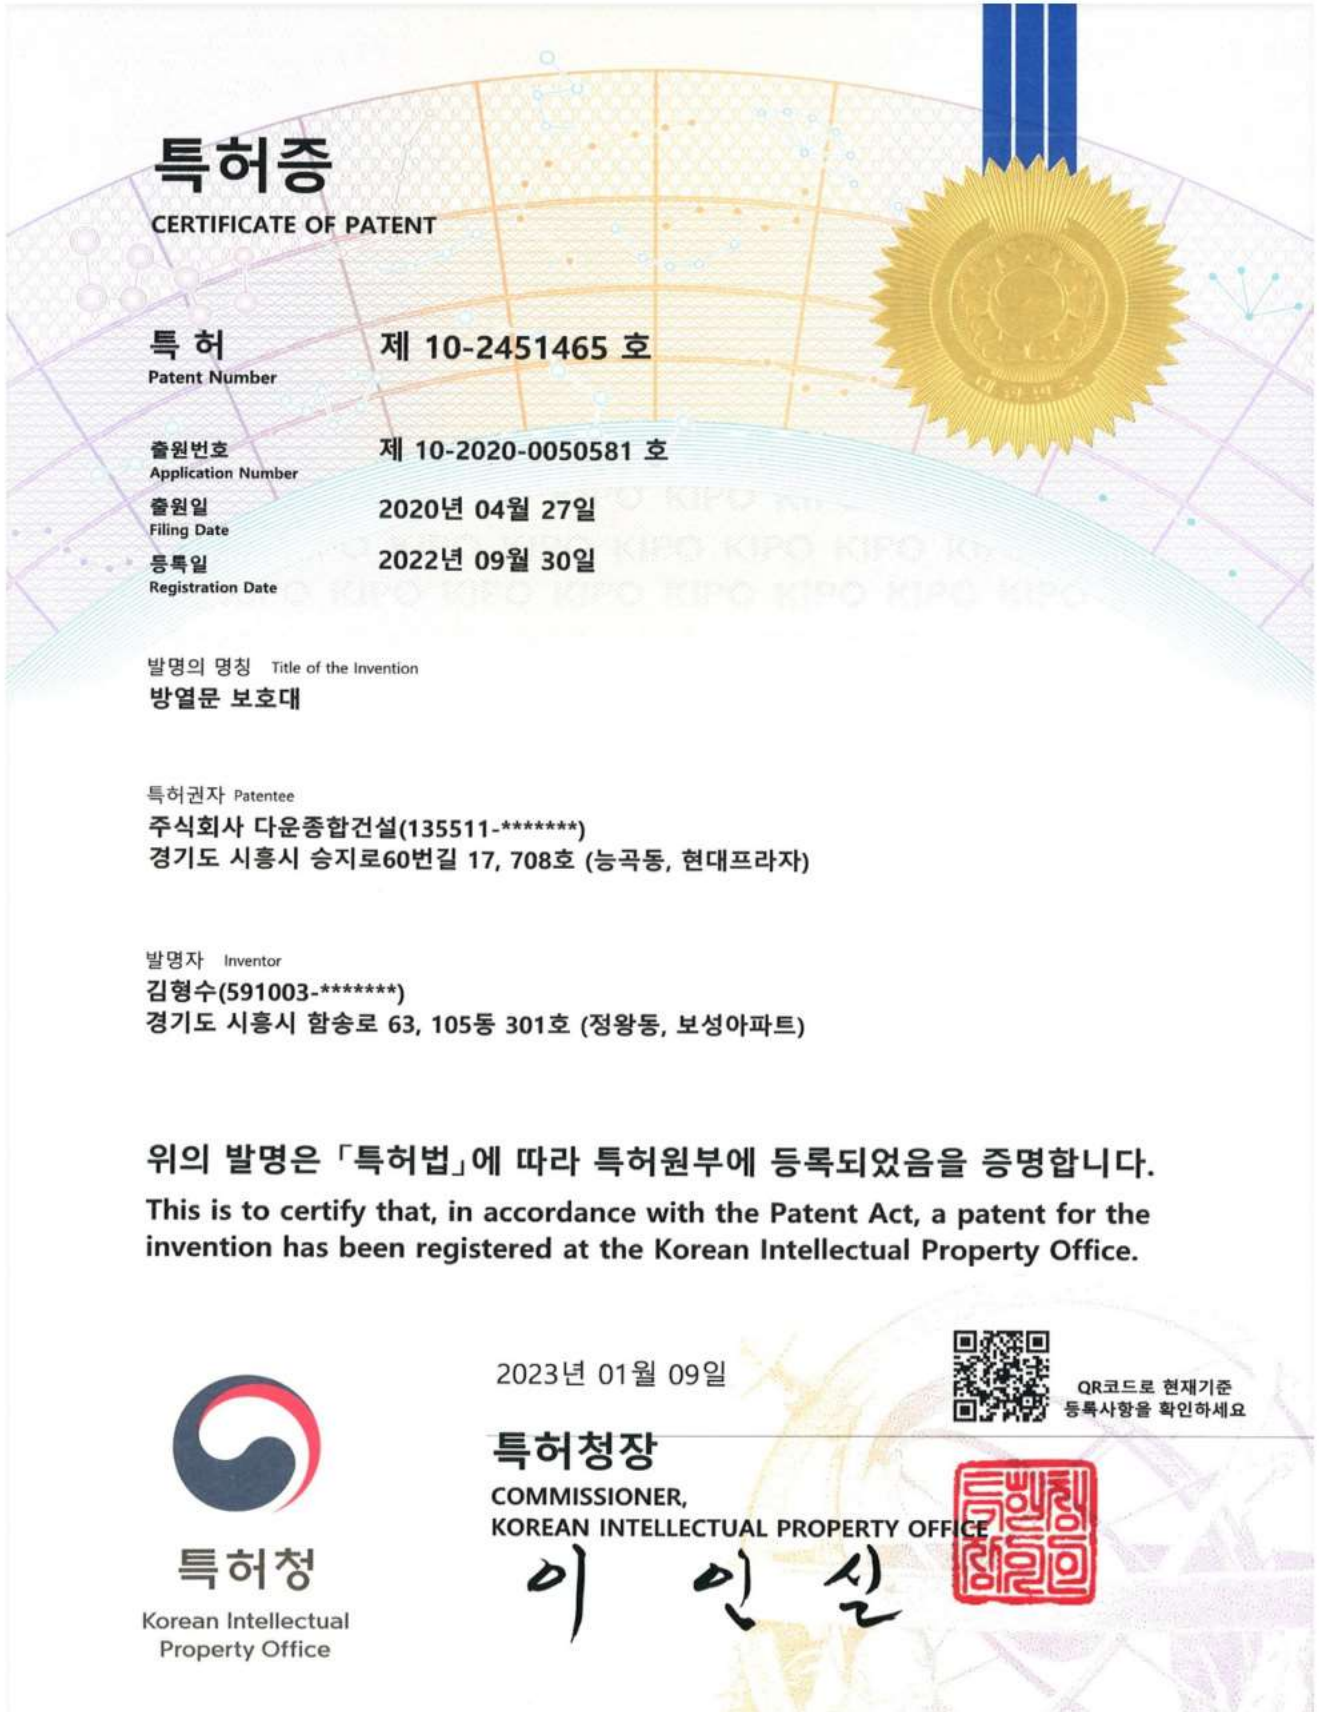 특허증
CERTIFICATE OF PATENT
특 허
Patent Number
제 10-2451465 호
출원번호
Application Number
제 10-2020-0050581 호
출원일
Filing Date
2020년 04월 27일
등록일
Registration Date
2022년 09월 30일
발명의 명칭 Title of the Invention
방열문 보호대
특허권자 Patentee
주식회사 다운종합건설(135511-*******)
경기도 시흥시 승지로60번길 17, 708호 (능곡동, 현대프라자)
발명자 Inventor
김형수(591003-*******)
경기도 시흥시 함송로 63, 105동 301호 (정왕동, 보성아파트)
위의 발명은 「특허법」에 따라 특허원부에 등록되었음을 증명합니다.
This is to certify that, in accordance with the Patent Act, a patent for the
invention has been registered at the Korean Intellectual Property Office.
2023년 01월 09일
QR코드로 현재기준
등록사항을 확인하세요
특허청장
COMMISSIONER,
KOREAN INTELLECTUAL PROPERTY OFFICE
이 인 실
특허청
Korean Intellectual
Property Office